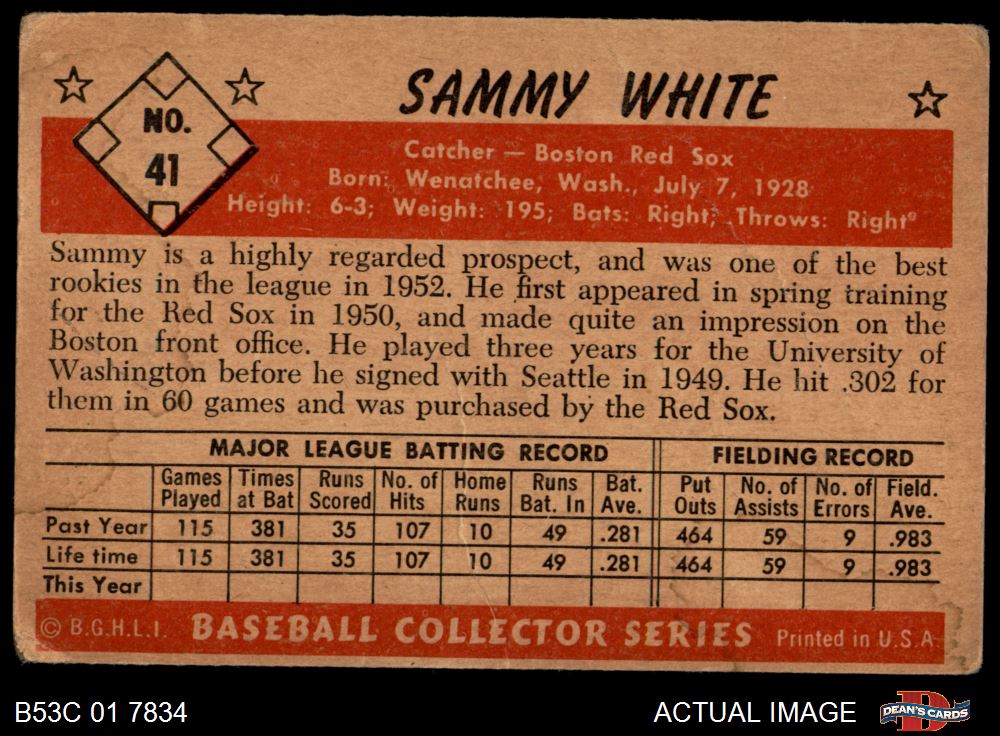 NO.
41
SAMMY WHITE
Catcher — Boston Red Sox
Born: Wenatchee, Wash., July 7, 1928
Height: 6-3; Weight: 195; Bats: Right; Throws: Right
Sammy is a highly regarded prospect, and was one of the best
rookies in the league in 1952. He first appeared in spring training
for the Red Sox in 1950, and made quite an impression on the
Boston front office. He played three years for the University of
Washington before he signed with Seattle in 1949. He hit .302 for
them in 60 games and was purchased by the Red Sox.
MAJOR LEAGUE BATTING RECORD FIELDING RECORD
Games Times Runs No. of Home Runs Bat. Put No. of No. of Field.
Played at Bat Scored Hits Runs Bat. In Ave. Outs Assists Errors Ave.
Past Year 115 381 35 107 10 49 .281 464 59 9 .983
Life time 115 381 35 107 10 49 .281 464 59 9 .983
This Year
© B.G.H.L.I. BASEBALL COLLECTOR SERIES Printed in U.S.A.
B53C 01 7834 ACTUAL IMAGE DEAN'S CARDS